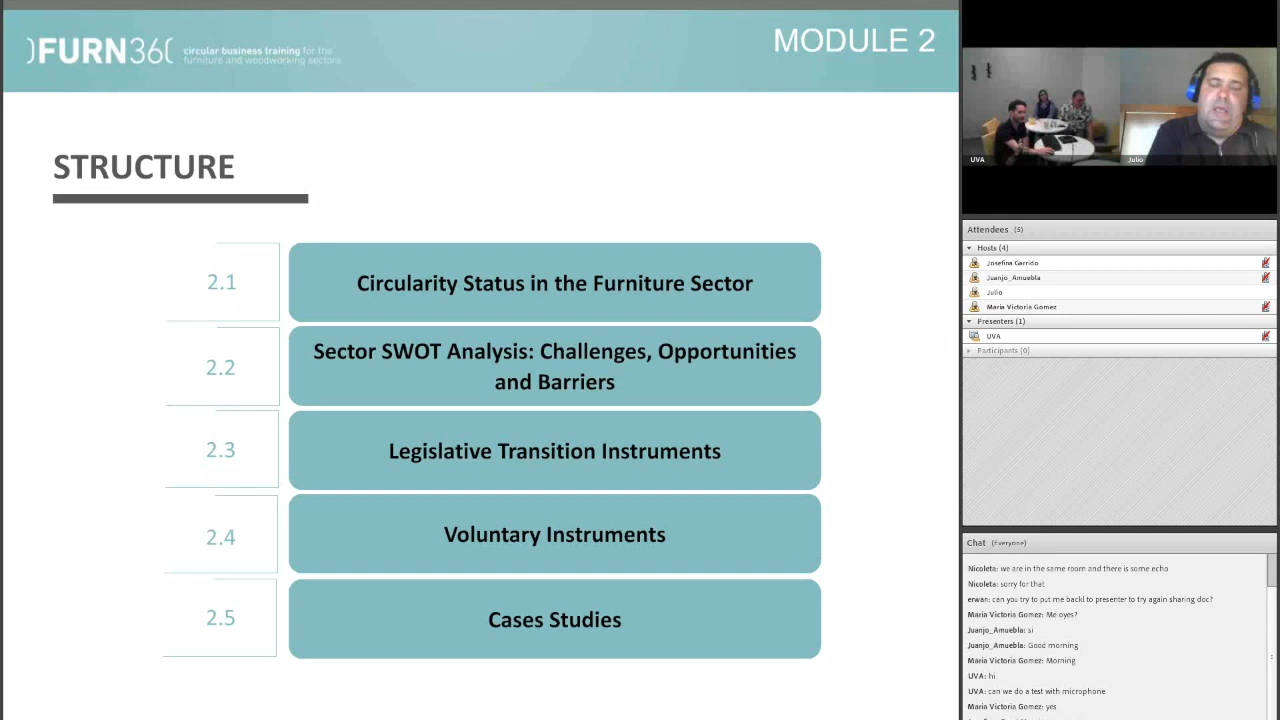 FURN360
circular business training for the
furniture and woodworking sectors
MODULE 2
STRUCTURE
2.1
Circularity Status in the Furniture Sector
2.2
Sector SWOT Analysis: Challenges, Opportunities
and Barriers
2.3
Legislative Transition Instruments
2.4
Voluntary Instruments
2.5
Cases Studies
UVA
Julio
Attendees (5)
Hosts (4)
Josefina Garrido
Juanjo_Amuebla
Julio
Maria Victoria Gomez
Presenters (1)
UVA
Participants (0)
Chat (Everyone)
Nicoleta: we are in the same room and there is some echo
Nicoleta: sorry for that
erwan: can you try to put me backl to presenter to try again sharing doc?
Maria Victoria Gomez: Me oyes?
Juanjo_Amuebla: si
Juanjo_Amuebla: Good morning
Maria Victoria Gomez: Morning
UVA: hi
UVA: can we do a test with microphone
Maria Victoria Gomez: yes